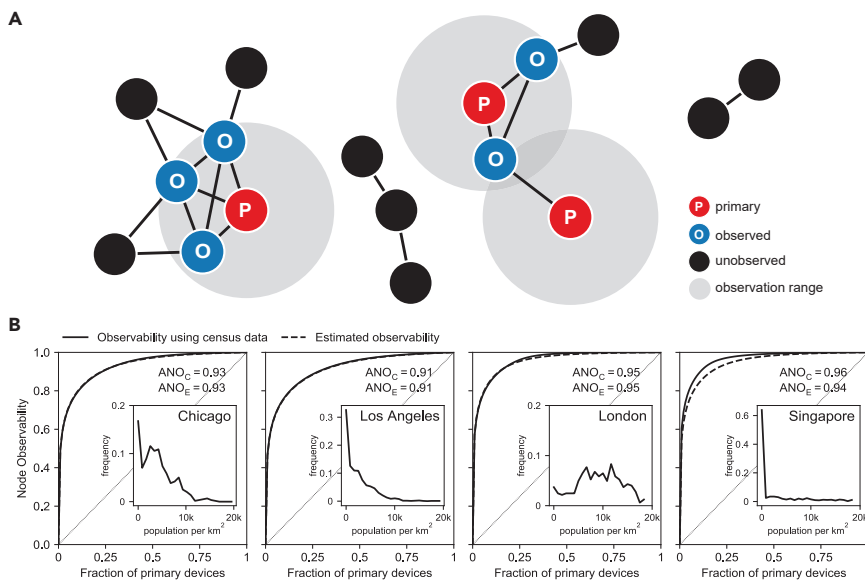 A
O
O
O
P
P
O
O
P
P primary
O observed
unobserved
observation range
B
Observability using census data
Estimated observability
Node Observability
1.0
0.8
0.6
0.4
0.2
0.0
ANO_C = 0.93
ANO_E = 0.93
Chicago
frequency
0.2
0.1
0
0
10k
20k
population per km²
0
0.25
0.5
0.75
1
Fraction of primary devices
ANO_C = 0.91
ANO_E = 0.91
Los Angeles
frequency
0.3
0.2
0.1
0
0
10k
20k
population per km²
0
0.25
0.5
0.75
1
Fraction of primary devices
ANO_C = 0.95
ANO_E = 0.95
London
frequency
0.2
0.1
0
0
10k
20k
population per km²
0
0.25
0.5
0.75
1
Fraction of primary devices
ANO_C = 0.96
ANO_E = 0.94
Singapore
frequency
0.6
0.4
0.2
0
0
10k
20k
population per km²
0
0.25
0.5
0.75
1
Fraction of primary devices